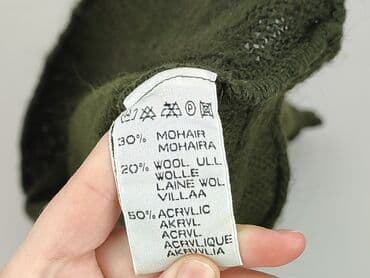 30% MOHAIR
MOHAIRA
20% WOOL. ULL
WOLLE
LAINE WOL
VILLAA
50% ACRYLIC
AKRYL
ACRYL
ACRYLIQUE
AKRYYLIA